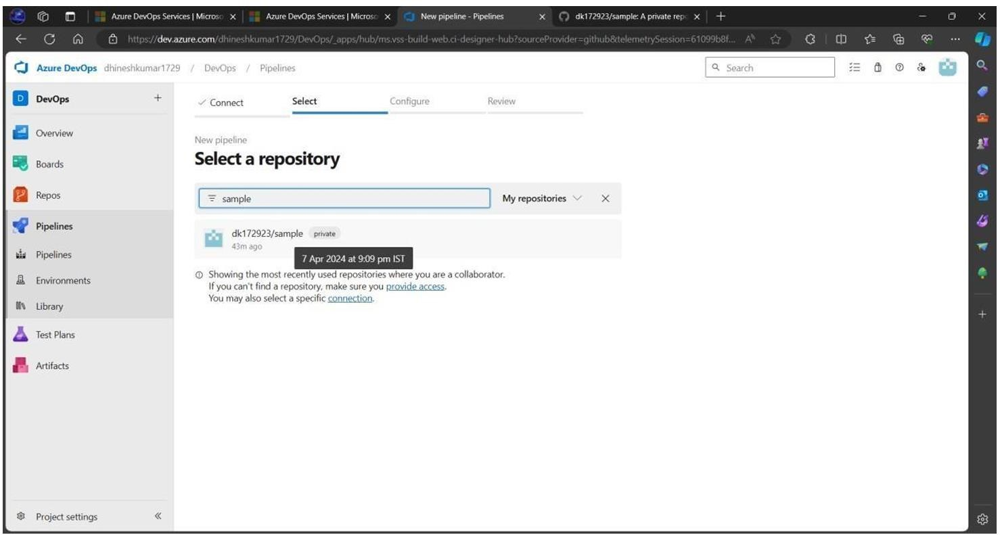 Azure DevOps Services | Microso
Azure DevOps Services | Microso
New pipeline - Pipelines
dk172923/sample: A private repo
https://dev.azure.com/dhineshkumar1729/DevOps/_apps/hub/ms.vss-build-web.ci-designer-hub?sourceProvider=github&telemetrySession=61099b8f...
Azure DevOps dhineshkumar1729 / DevOps / Pipelines
Search
D DevOps
Overview
Boards
Repos
Pipelines
Pipelines
Environments
Library
Test Plans
Artifacts
Project settings
Connect Select Configure Review
New pipeline
Select a repository
sample My repositories
dk172923/sample private
43m ago
7 Apr 2024 at 9:09 pm IST
Showing the most recently used repositories where you are a collaborator.
If you can't find a repository, make sure you provide access.
You may also select a specific connection.